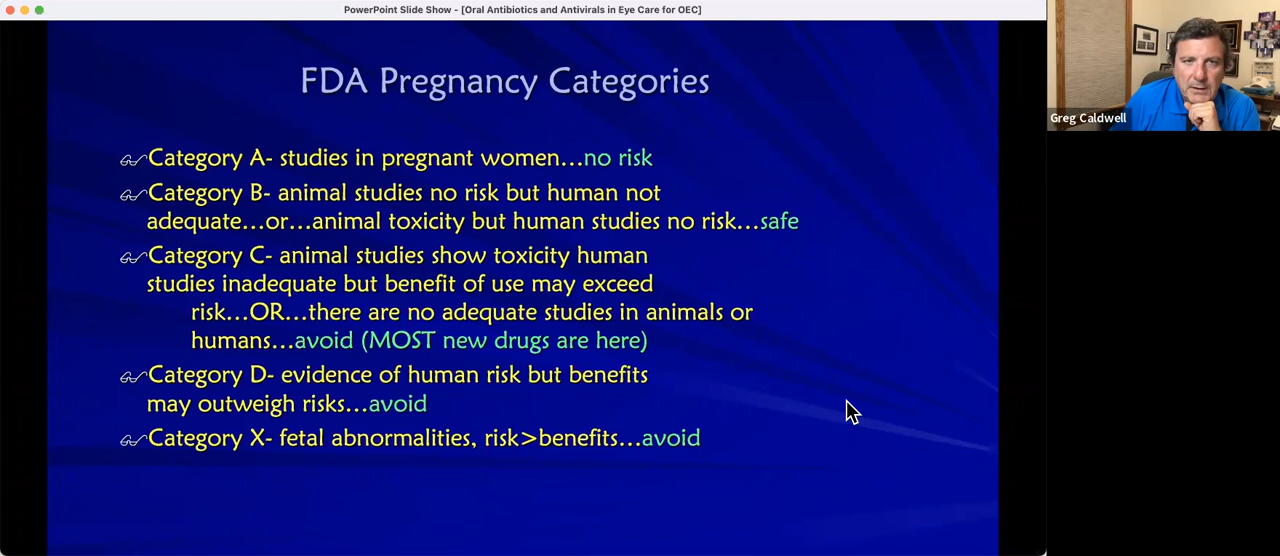 PowerPoint Slide Show - [Oral Antibiotics and Antivirals in Eye Care for OEC]
FDA Pregnancy Categories
Category A- studies in pregnant women…no risk
Category B- animal studies no risk but human not
adequate…or…animal toxicity but human studies no risk…safe
Category C- animal studies show toxicity human
studies inadequate but benefit of use may exceed
risk…OR…there are no adequate studies in animals or
humans…avoid (MOST new drugs are here)
Category D- evidence of human risk but benefits
may outweigh risks…avoid
Category X- fetal abnormalities, risk>benefits…avoid
Greg Caldwell